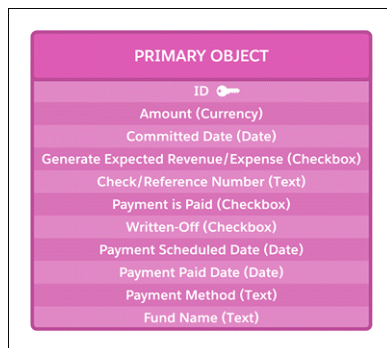 PRIMARY OBJECT
ID
Amount (Currency)
Committed Date (Date)
Generate Expected Revenue/Expense (Checkbox)
Check/Reference Number (Text)
Payment is Paid (Checkbox)
Written-Off (Checkbox)
Payment Scheduled Date (Date)
Payment Paid Date (Date)
Payment Method (Text)
Fund Name (Text)